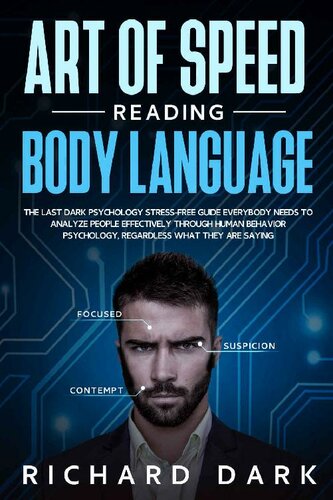 ART OF SPEED
READING
BODY LANGUAGE
THE LAST DARK PSYCHOLOGY STRESS-FREE GUIDE EVERYBODY NEEDS TO
ANALYZE PEOPLE EFFECTIVELY THROUGH HUMAN BEHAVIOR
PSYCHOLOGY, REGARDLESS WHAT THEY ARE SAYING
FOCUSED
SUSPICION
CONTEMPT
RICHARD DARK